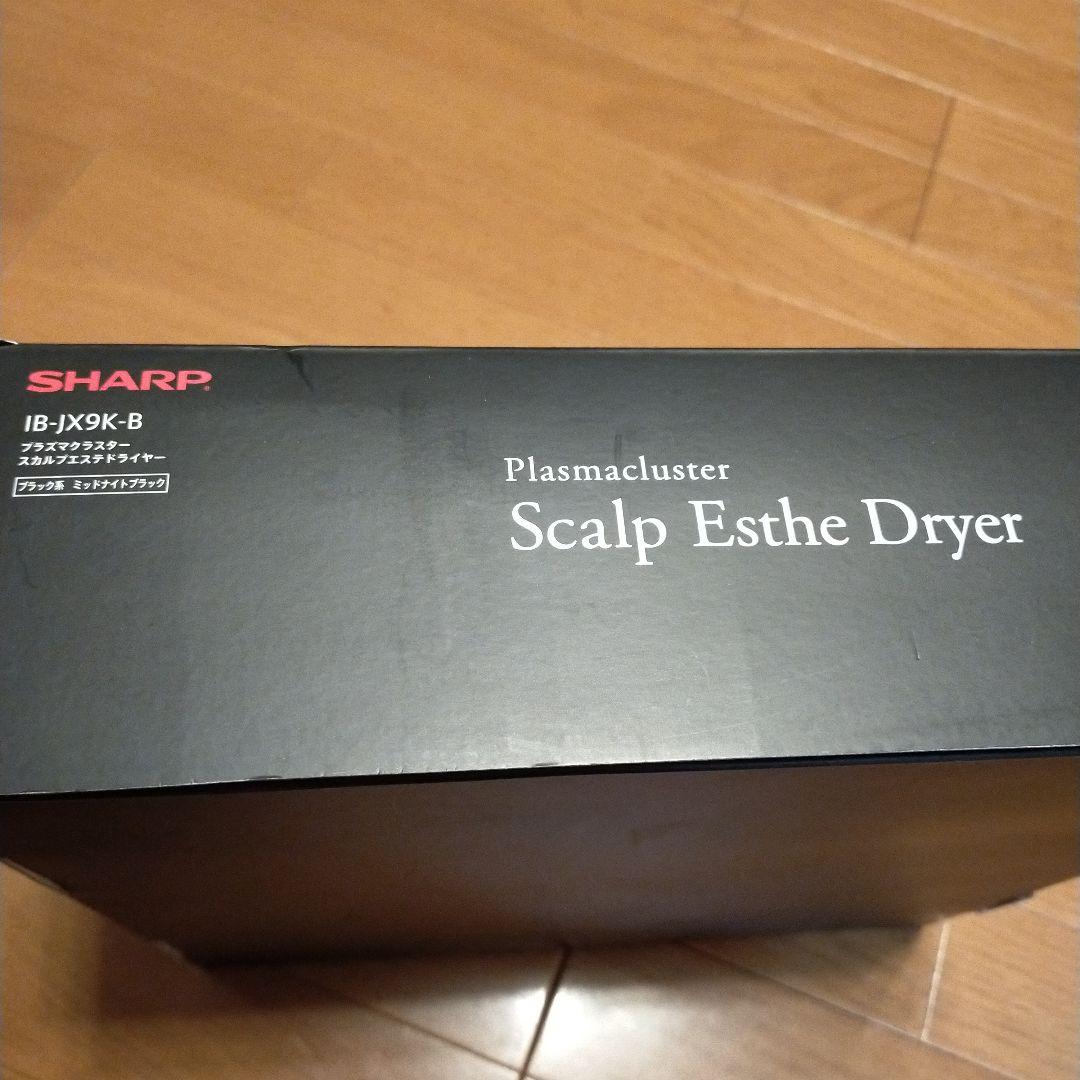 SHARP
IB-JX9K-B
プラズマクラスター
スカルプエステドライヤー
ブラック系 ミッドナイトブラック
Plasmacluster
Scalp Esthe Dryer